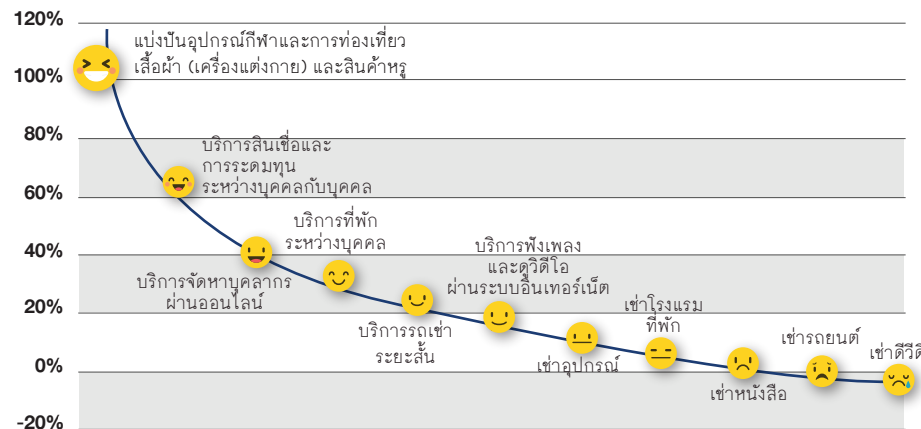 120%
แบ่งปันอุปกรณ์กีฬาและการท่องเที่ยว
เสื้อผ้า (เครื่องแต่งกาย) และสินค้าหรู
100%
80%
บริการสินเชื่อและ
การระดมทุน
ระหว่างบุคคลกับบุคคล
60%
บริการที่พัก
ระหว่างบุคคล
40%
บริการฟังเพลง
และดูวิดีโอ
ผ่านระบบอินเทอร์เน็ต
บริการจัดหาบุคลากร
ผ่านออนไลน์
20%
บริการรถเช่า
ระยะสั้น
เช่าโรงแรม
ที่พัก
เช่าอุปกรณ์
เช่ารถยนต์
เช่าดีวีดี
0%
เช่าหนังสือ
-20%